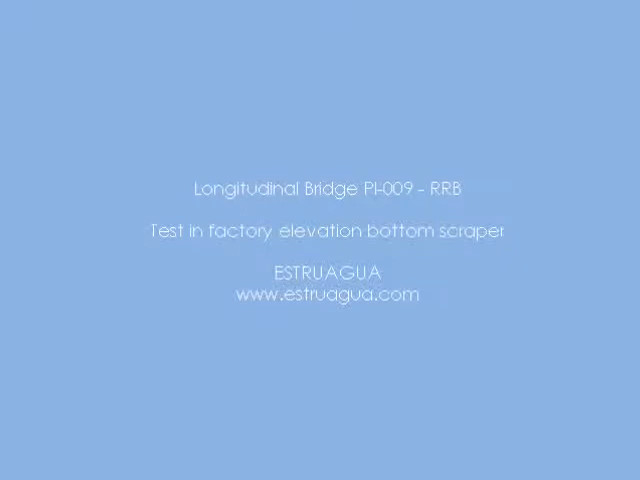 Longitudinal Bridge PI-009 - RRB
Test in factory elevation bottom scraper
ESTRUAGUA
www.estruagua.com